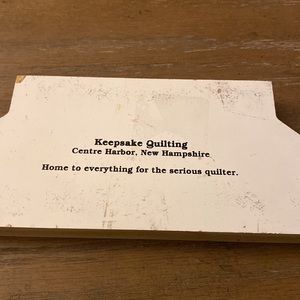 Keepsake Quilting
Centre Harbor, New Hampshire
Home to everything for the serious quilter.